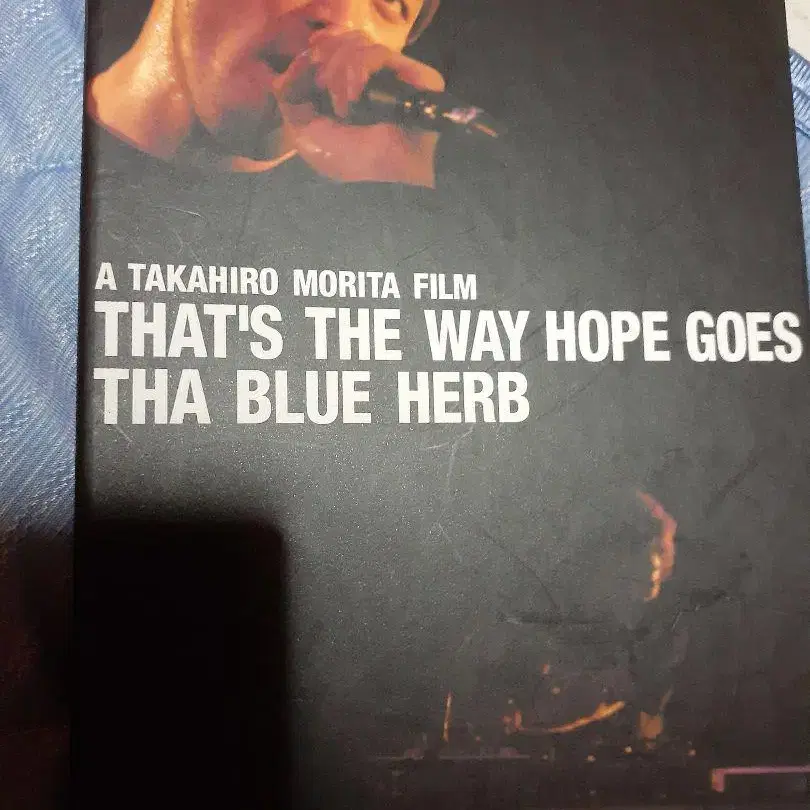 A TAKAHIRO MORITA FILM
THAT'S THE WAY HOPE GOES
THA BLUE HERB